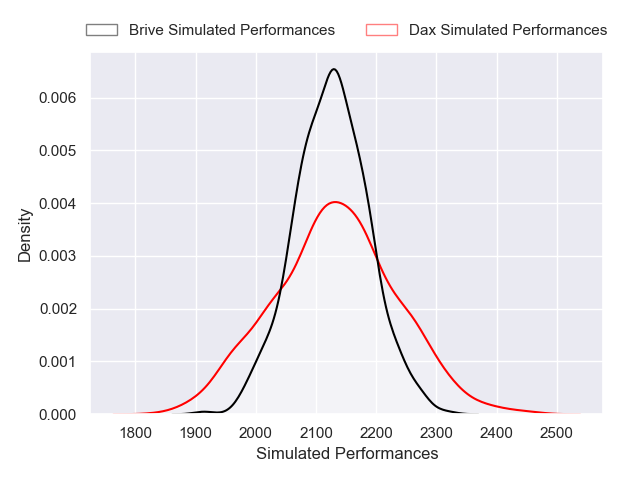 Brive Simulated Performances Dax Simulated Performances
0.006
0.005
0.004
0.003
0.002
0.001
0.000
Density
1800 1900 2000 2100 2200 2300 2400 2500
Simulated Performances